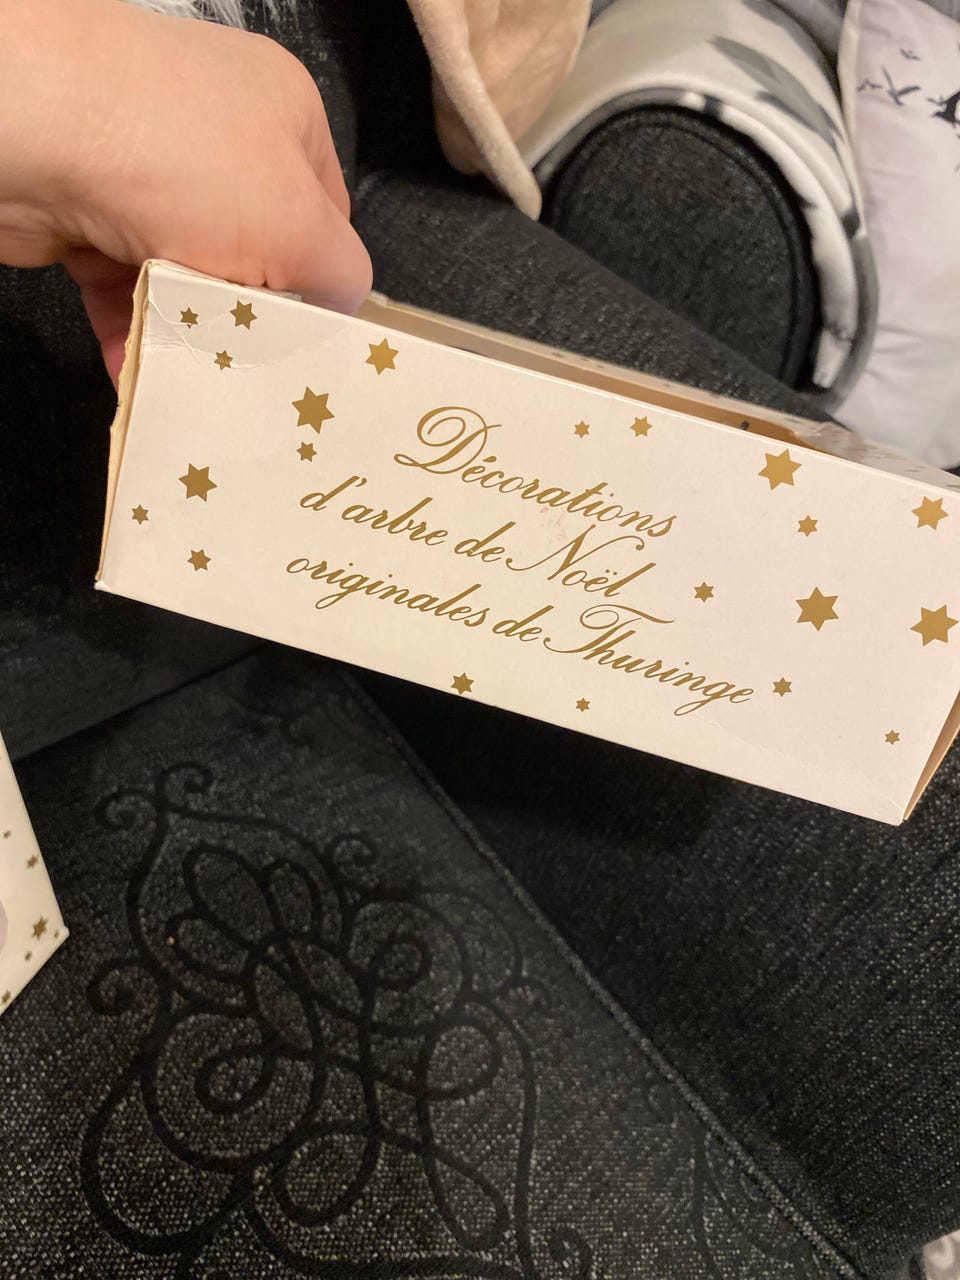 Décorations
d'arbre de Noël
originales de Thuringe